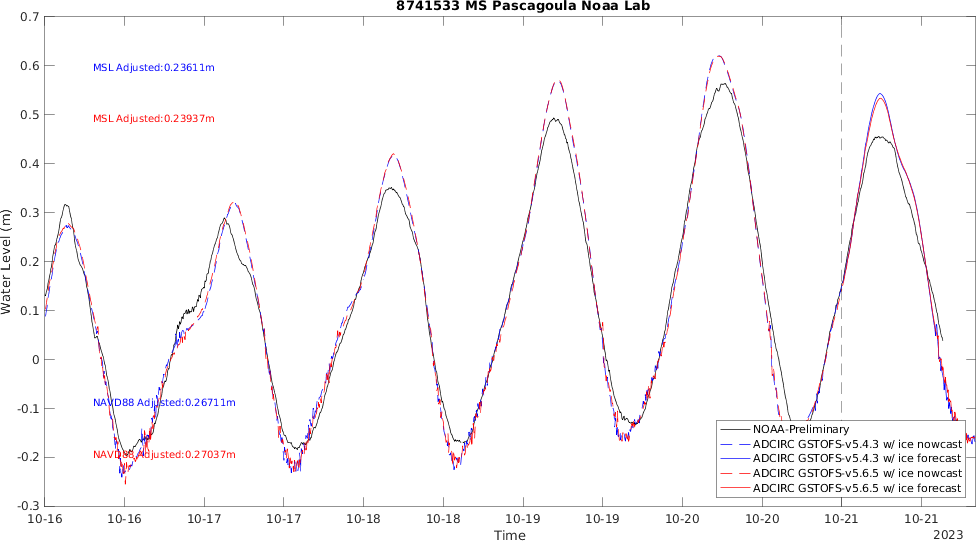 8741533 MS Pascagoula Noaa Lab
0.7
0.6
0.5
0.4
0.3
0.2
0.1
0
-0.1
-0.2
-0.3
Water Level (m)
MSL Adjusted:0.23611m
MSL Adjusted:0.23937m
NAVD88 Adjusted:0.26711m
NAVD88 Adjusted:0.27037m
NOAA-Preliminary
ADCIRC GSTOFS-v5.4.3 w/ ice nowcast
ADCIRC GSTOFS-v5.4.3 w/ ice forecast
ADCIRC GSTOFS-v5.6.5 w/ ice nowcast
ADCIRC GSTOFS-v5.6.5 w/ ice forecast
10-16 10-16 10-17 10-17 10-18 10-18 10-19 10-19 10-20 10-20 10-21 10-21
Time
2023